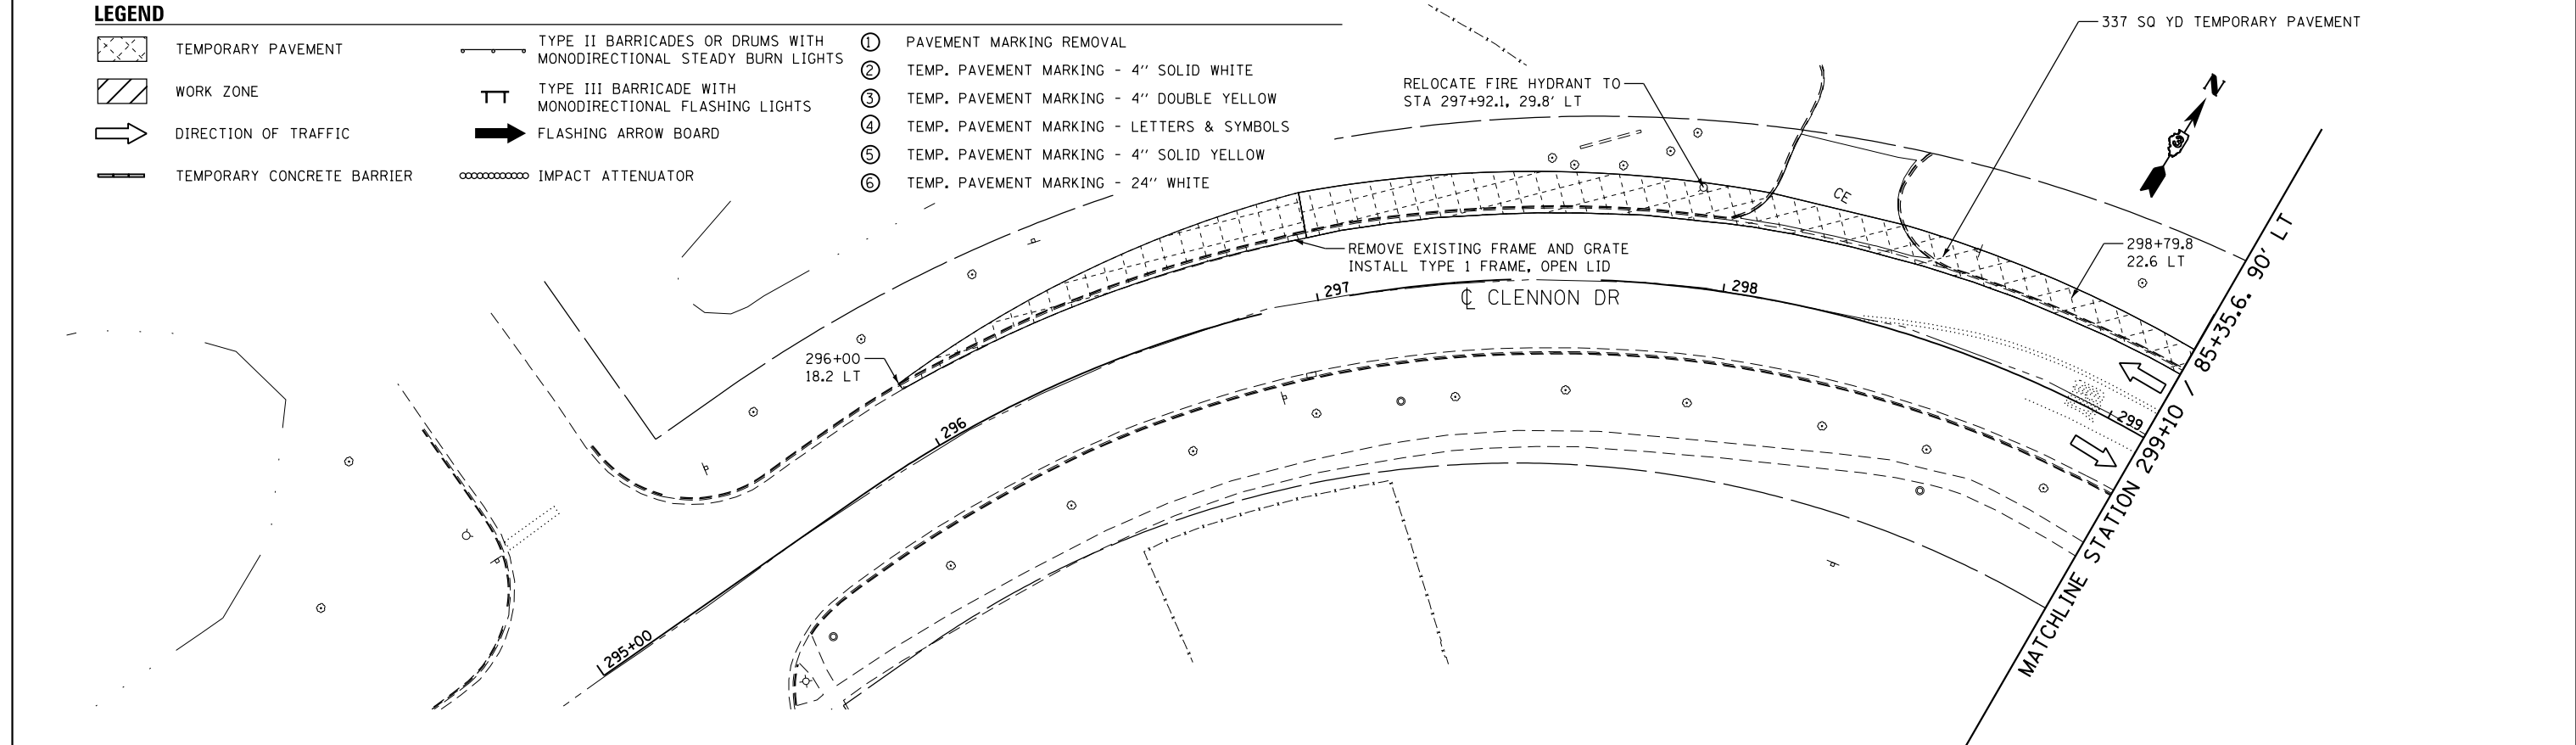 LEGEND
TEMPORARY PAVEMENT
WORK ZONE
DIRECTION OF TRAFFIC
TEMPORARY CONCRETE BARRIER
TYPE II BARRICADES OR DRUMS WITH
MONODIRECTIONAL STEADY BURN LIGHTS
TYPE III BARRICADE WITH
MONODIRECTIONAL FLASHING LIGHTS
FLASHING ARROW BOARD
IMPACT ATTENUATOR
1 PAVEMENT MARKING REMOVAL
2 TEMP. PAVEMENT MARKING - 4'' SOLID WHITE
3 TEMP. PAVEMENT MARKING - 4'' DOUBLE YELLOW
4 TEMP. PAVEMENT MARKING - LETTERS & SYMBOLS
5 TEMP. PAVEMENT MARKING - 4'' SOLID YELLOW
6 TEMP. PAVEMENT MARKING - 24'' WHITE
337 SQ YD TEMPORARY PAVEMENT
RELOCATE FIRE HYDRANT TO
STA 297+92.1, 29.8' LT
N
CE
REMOVE EXISTING FRAME AND GRATE
INSTALL TYPE 1 FRAME, OPEN LID
298+79.8
22.6 LT
297
298
℄ CLENNON DR
296+00
18.2 LT
296
299
295+00
MATCHLINE STATION 299+10 / 85+35.6. 90' LT